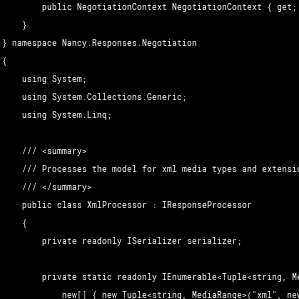 public NegotiationContext NegotiationContext { get;
}
} namespace Nancy.Responses.Negotiation
{
using System;
using System.Collections.Generic;
using System.Linq;
/// <summary>
/// Processes the model for xml media types and extensio
/// </summary>
public class XmlProcessor : IResponseProcessor
{
private readonly ISerializer serializer;
private static readonly IEnumerable<Tuple<string, Me
new[] { new Tuple<string, MediaRange>("xml", new